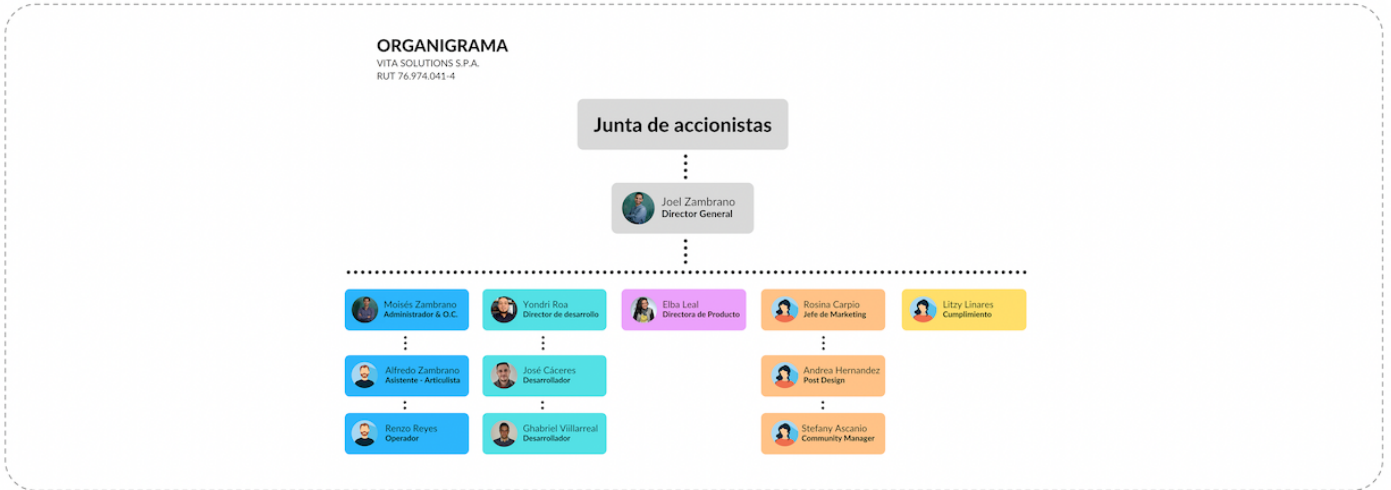 ORGANIGRAMA
VITA SOLUTIONS S.P.A.
RUT 76.974.041-4
Junta de accionistas
Joel Zambrano
Director General
Moisés Zambrano
Administrador & O.C.
Yondri Roa
Director de desarrollo
Elba Leal
Directora de Producto
Rosina Carpio
Jefe de Marketing
Litzy Linares
Cumplimiento
Alfredo Zambrano
Asistente - Articulista
José Cáceres
Desarrollador
Andrea Hernandez
Post Design
Renzo Reyes
Operador
Ghabriel Viillarreal
Desarrollador
Stefany Ascanio
Community Manager